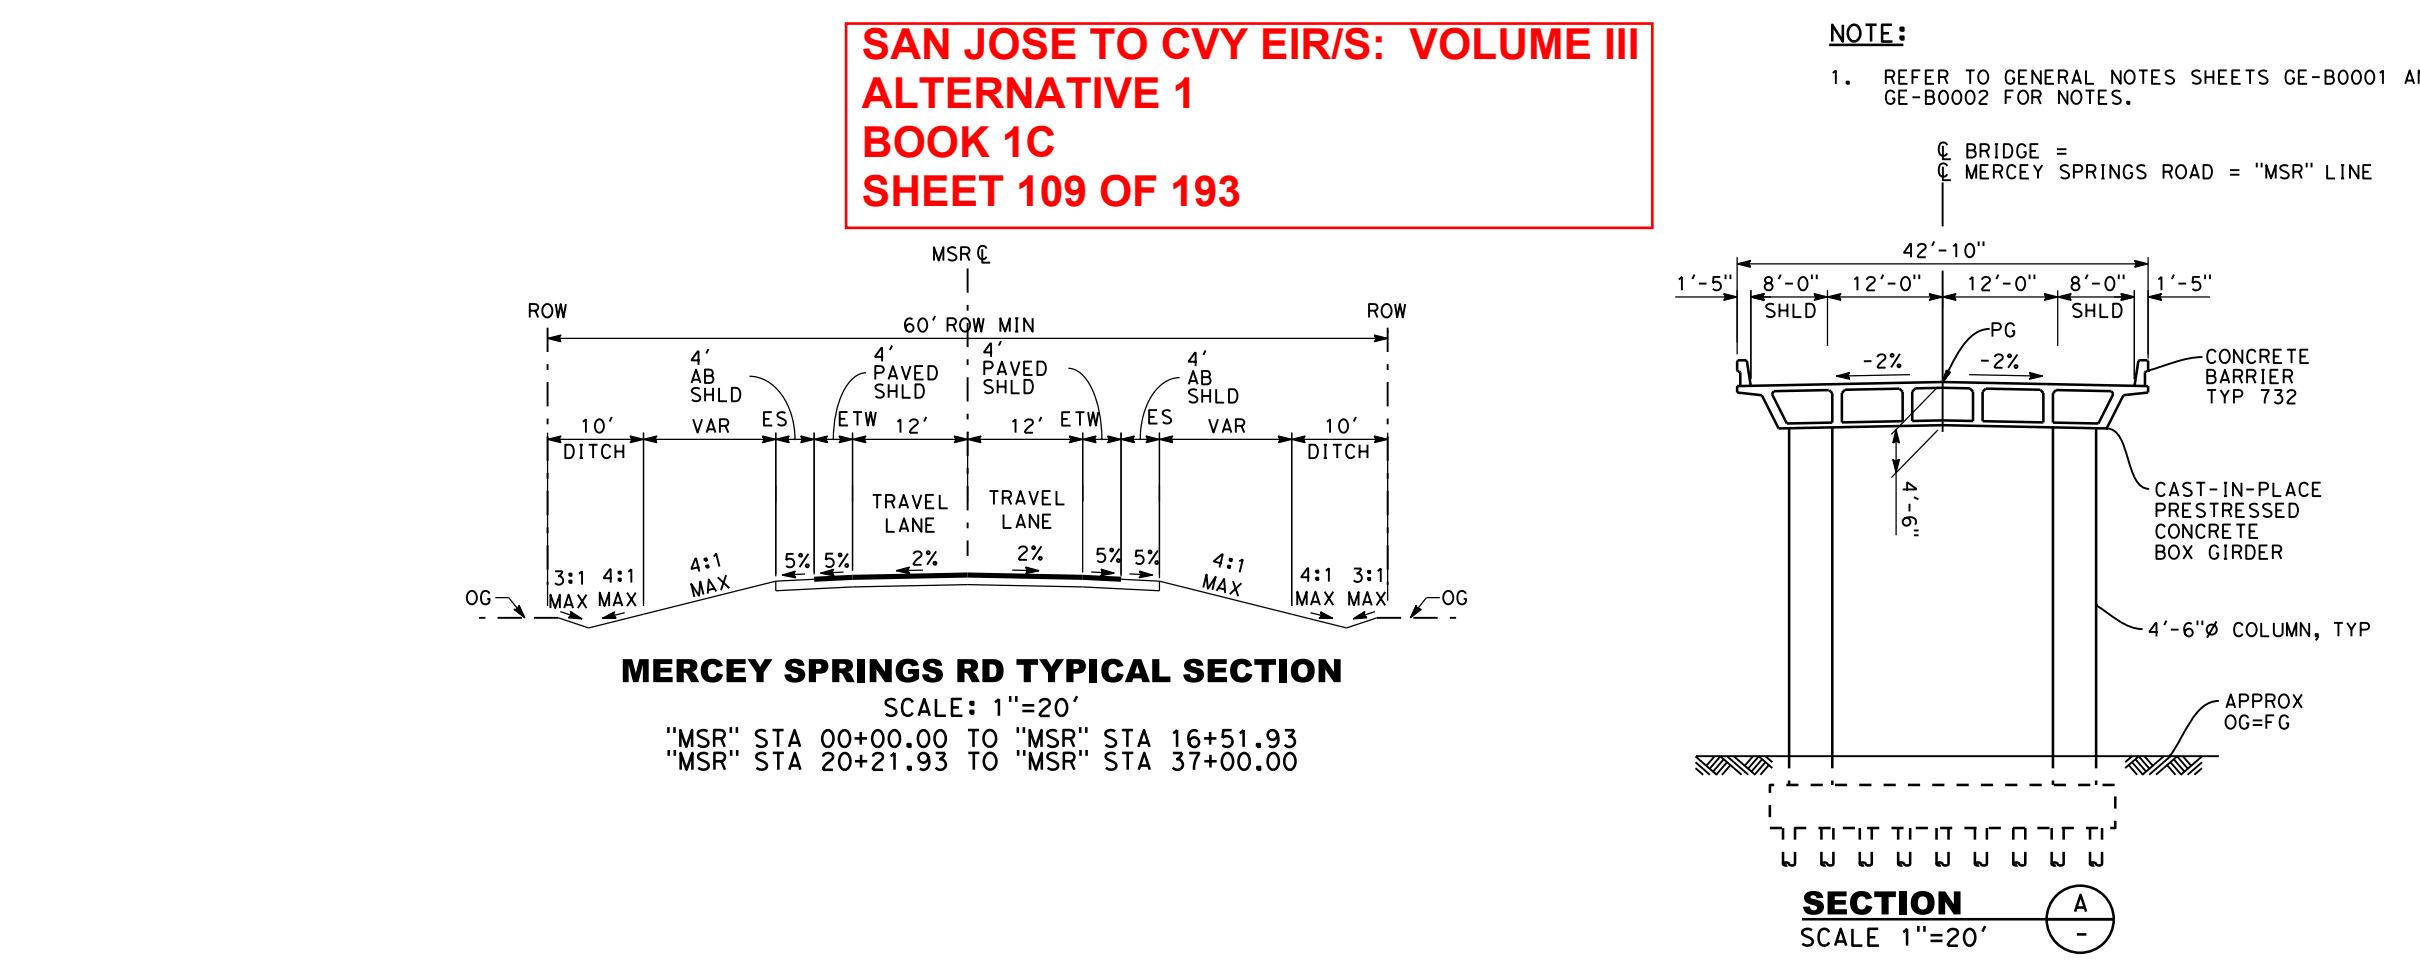 SAN JOSE TO CVY EIR/S: VOLUME III
ALTERNATIVE 1
BOOK 1C
SHEET 109 OF 193
NOTE:
1. REFER TO GENERAL NOTES SHEETS GE-B0001
GE-B0002 FOR NOTES.
℄ BRIDGE =
℄ MERCEY SPRINGS ROAD = "MSR" LINE
MSR ℄
ROW
ROW
60' ROW MIN
4'
AB
SHLD
4'
PAVED
SHLD
4'
PAVED
SHLD
4'
AB
SHLD
10'
DITCH
VAR
ES
ETW
12'
12'
ETW
ES
VAR
10'
DITCH
TRAVEL
LANE
TRAVEL
LANE
OG
3:1
MAX
4:1
MAX
4:1
MAX
5%
5%
2%
2%
5%
5%
4:1
MAX
4:1
MAX
3:1
MAX
OG
MERCEY SPRINGS RD TYPICAL SECTION
SCALE: 1"=20'
"MSR" STA 00+00.00 TO "MSR" STA 16+51.93
"MSR" STA 20+21.93 TO "MSR" STA 37+00.00
42'-10"
1'-5"
8'-0"
SHLD
12'-0"
12'-0"
8'-0"
SHLD
1'-5"
PG
-2%
-2%
CONCRETE
BARRIER
TYP 732
4'-6"
CAST-IN-PLACE
PRESTRESSED
CONCRETE
BOX GIRDER
4'-6"Ø COLUMN, TYP
APPROX
OG=FG
SECTION
A
-
SCALE 1"=20'